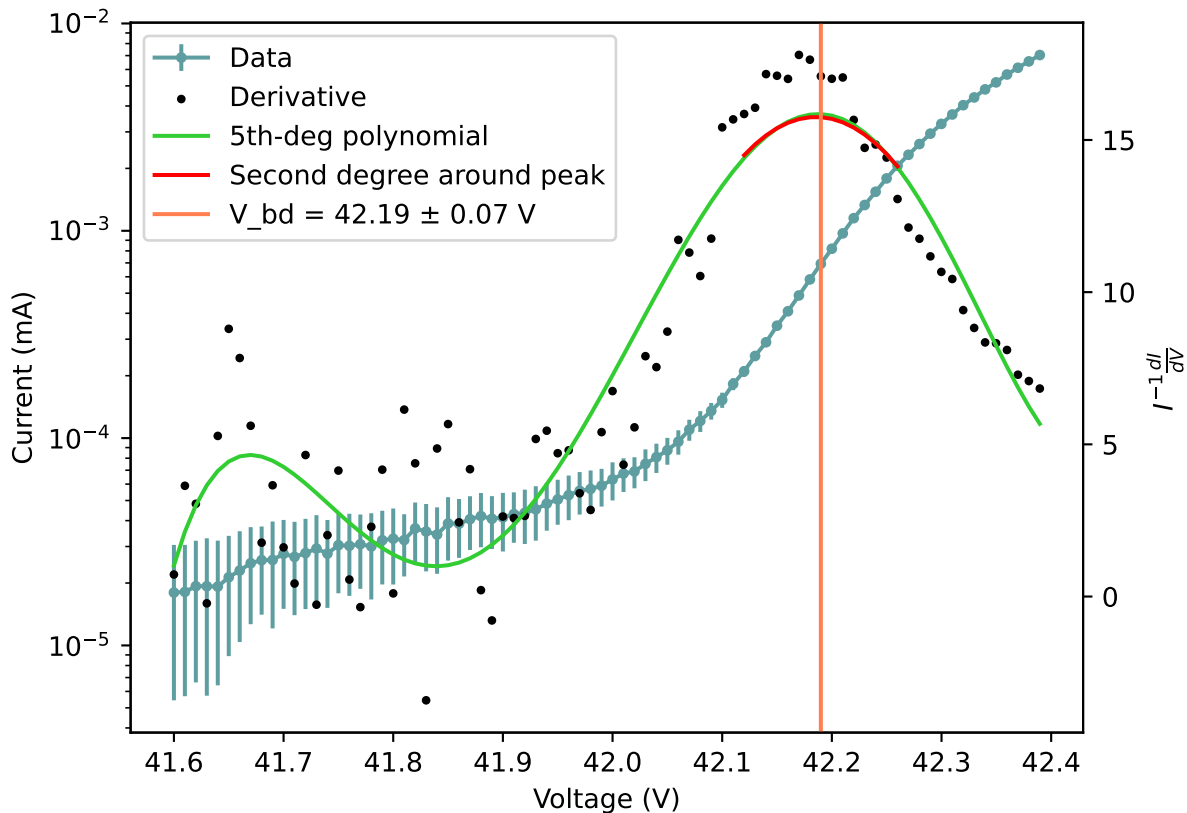 10⁻²
10⁻³
10⁻⁴
10⁻⁵
Current (mA)
Data
Derivative
5th-deg polynomial
Second degree around peak
V_bd = 42.19 ± 0.07 V
15
10
5
0
I⁻¹ dI/dV
41.6 41.7 41.8 41.9 42.0 42.1 42.2 42.3 42.4
Voltage (V)